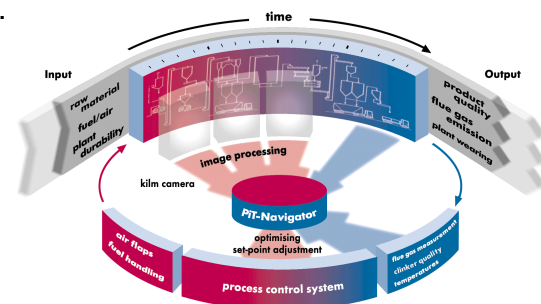 time
Input
Output
raw
material
fuel/air
plant
durability
product
quality
flue gas
emission
plant wearing
image processing
kilm camera
PiT-Navigator
optimising
set-point adjustment
air flaps
fuel handling
process control system
flue gas measurement
clinker quality
temperatures